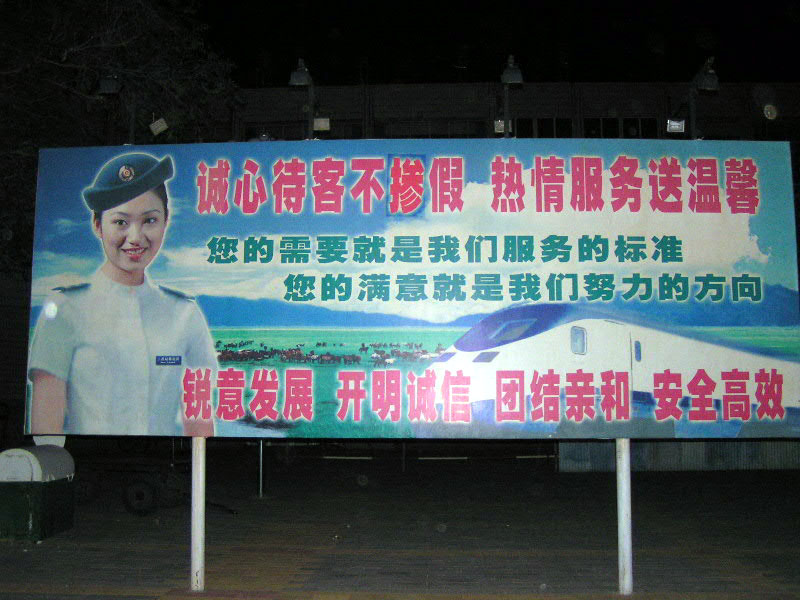 诚心待客不掺假 热情服务送温馨
您的需要就是我们服务的标准
您的满意就是我们努力的方向
锐意发展 开明诚信 团结亲和 安全高效